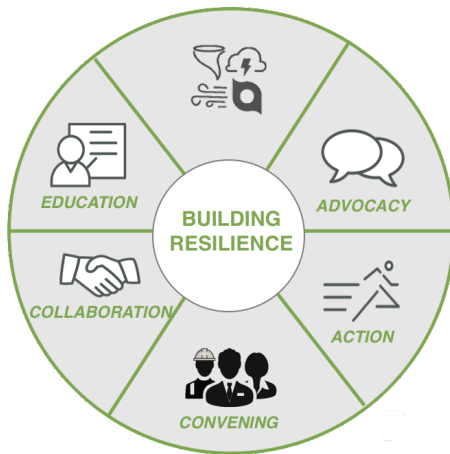 EDUCATION
ADVOCACY
BUILDING
RESILIENCE
COLLABORATION
ACTION
CONVENING